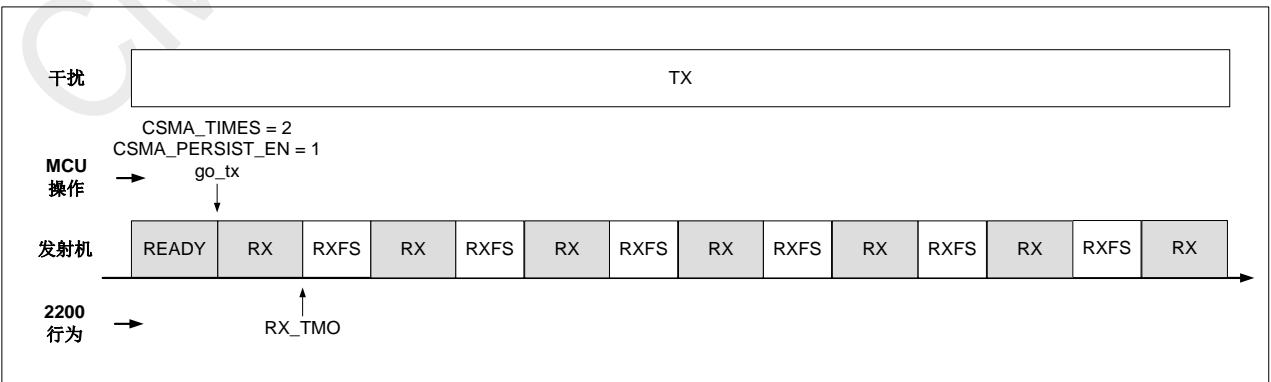 干扰
TX
CSMA_TIMES = 2
CSMA_PERSIST_EN = 1
go_tx
MCU
操作
发射机
READY RX RXFS RX RXFS RX RXFS RX RXFS RX RXFS RX RXFS RX
2200
行为
RX_TMO